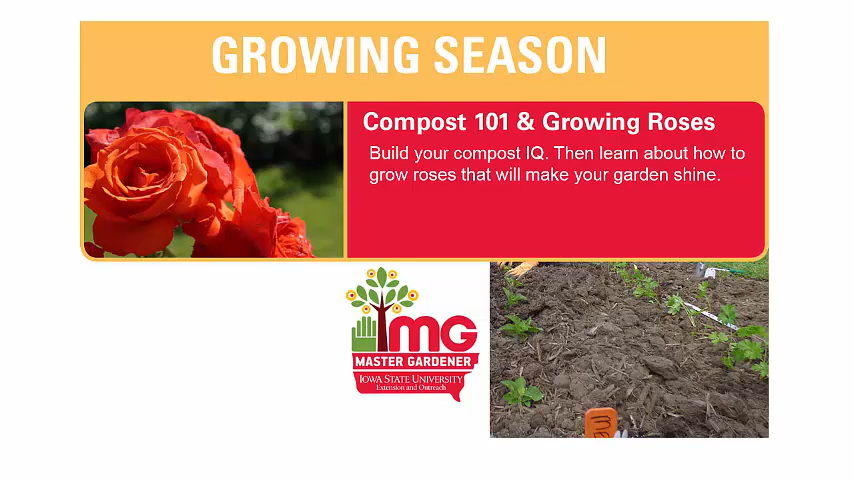 GROWING SEASON
Compost 101 & Growing Roses
Build your compost IQ. Then learn about how to
grow roses that will make your garden shine.
MG
MASTER GARDENER
IOWA STATE UNIVERSITY
Extension and Outreach